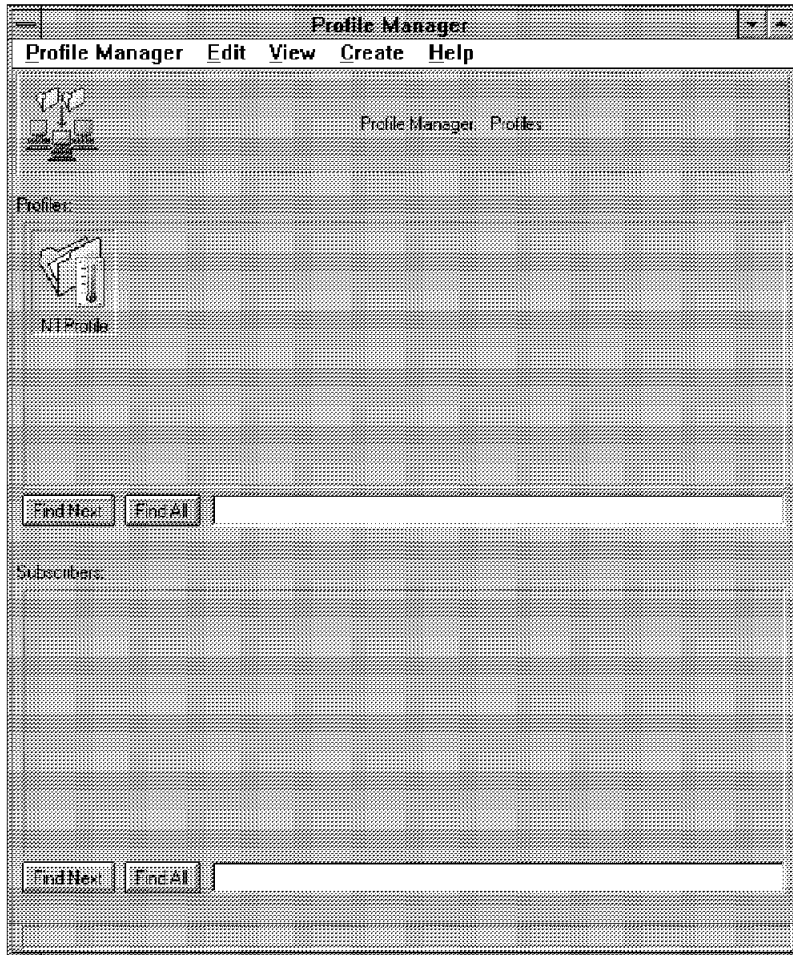 Profile Manager
Profile Manager Edit View Create Help
Profile Manager: Profiles
Profiles:
NTProfile
Find Next Find All
Subscribers:
Find Next Find All